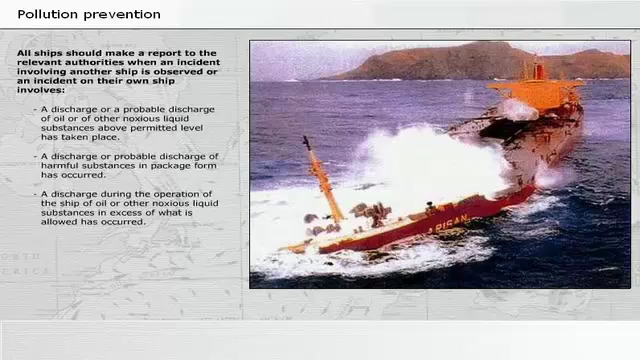 Pollution prevention
All ships should make a report to the
relevant authorities when an incident
involving another ship is observed or
an incident on their own ship
involves:
- A discharge or a probable discharge
of oil or of other noxious liquid
substances above permitted level
has taken place.
- A discharge or probable discharge of
harmful substances in package form
has occurred.
- A discharge during the operation of
the ship of oil or other noxious liquid
substances in excess of what is
allowed has occurred.